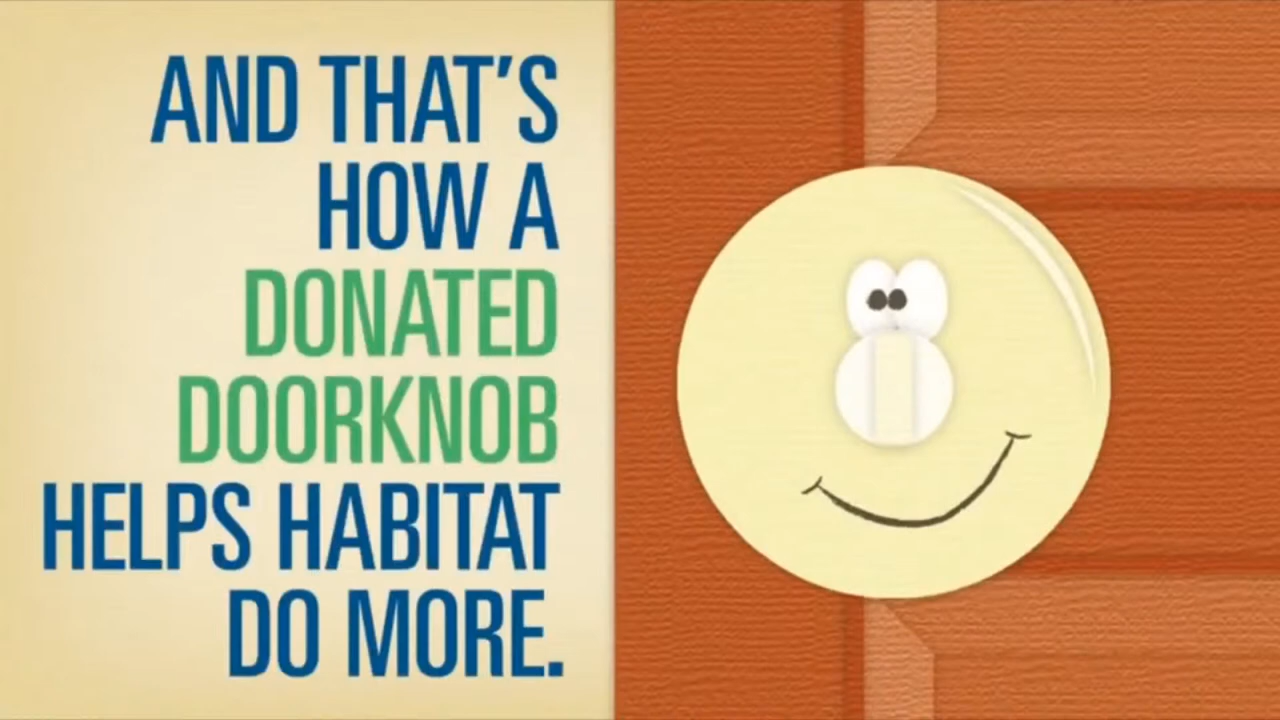 AND THAT'S
HOW A
DONATED
DOORKNOB
HELPS HABITAT
DO MORE.